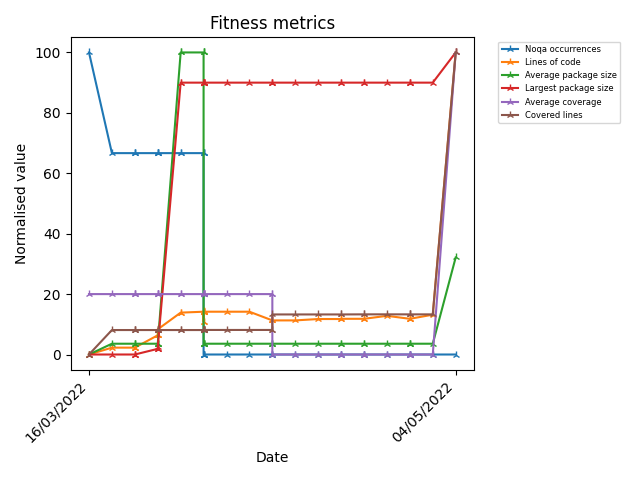 Fitness metrics
Normalised value
100
80
60
40
20
0
16/03/2022
04/05/2022
Date
Noqa occurrences
Lines of code
Average package size
Largest package size
Average coverage
Covered lines